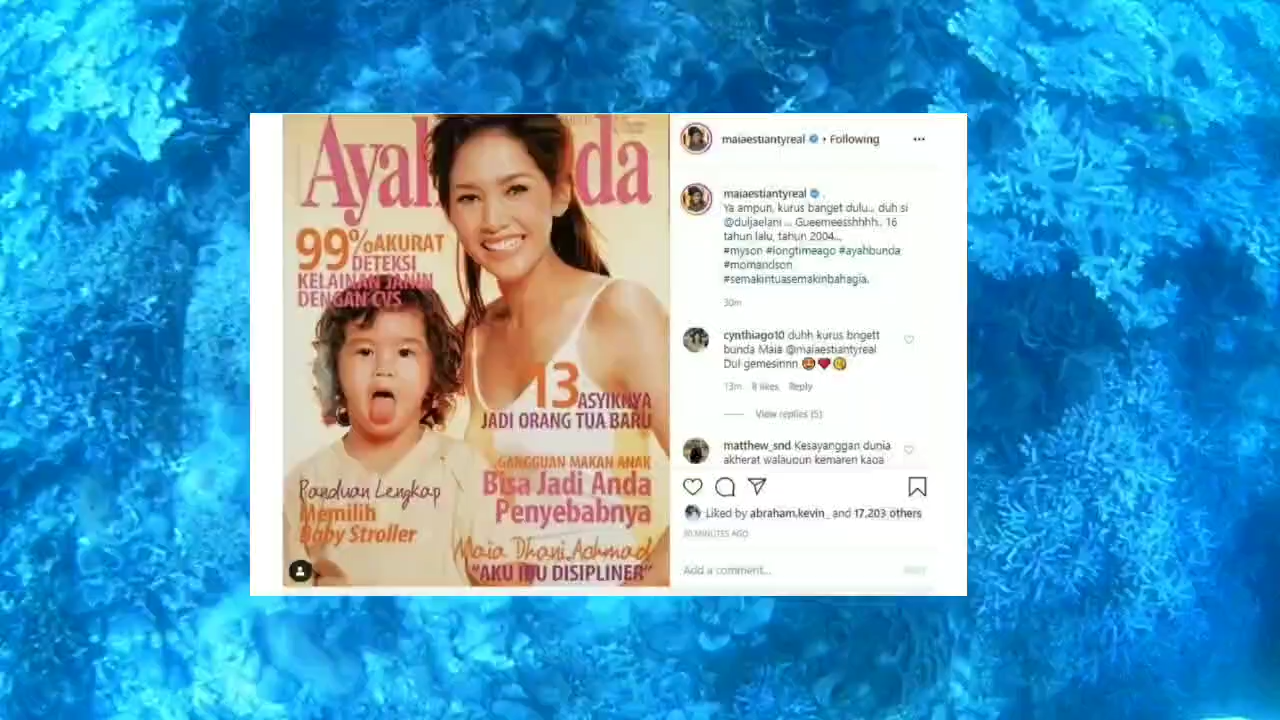 Ayah nda
99% AKURAT
DETEKSI
KELAINAN JANIN
DENGAN CVS
13 ASYIKNYA
JADI ORANG TUA BARU
GANGGUAN MAKAN ANAK
Bisa Jadi Anda
Penyebabnya
Panduan Lengkap
Memilih
Baby Stroller
Maia Dhani Achmad
"AKU IBU DISIPLINER"
maiaestiantyreal • Following
maiaestiantyreal
Ya ampun, kurus banget dulu... duh si
@duljaelani ... Gueemeesshhhh.. 16
tahun lalu, tahun 2004...
#myson #longtimeago #ayahbunda
#momandson
#semakintuasemakinbahagia.
30m
cynthiago10 duhh kurus bngett
bunda Maia @maiaestiantyreal
Dul gemesinnn 
13m 8 likes Reply
View replies (5)
matthew_snd Kesayanggan dunia
akherat walaupun kemaren kaga
Liked by abraham.kevin_ and 17,203 others
30 MINUTES AGO
Add a comment...
Post